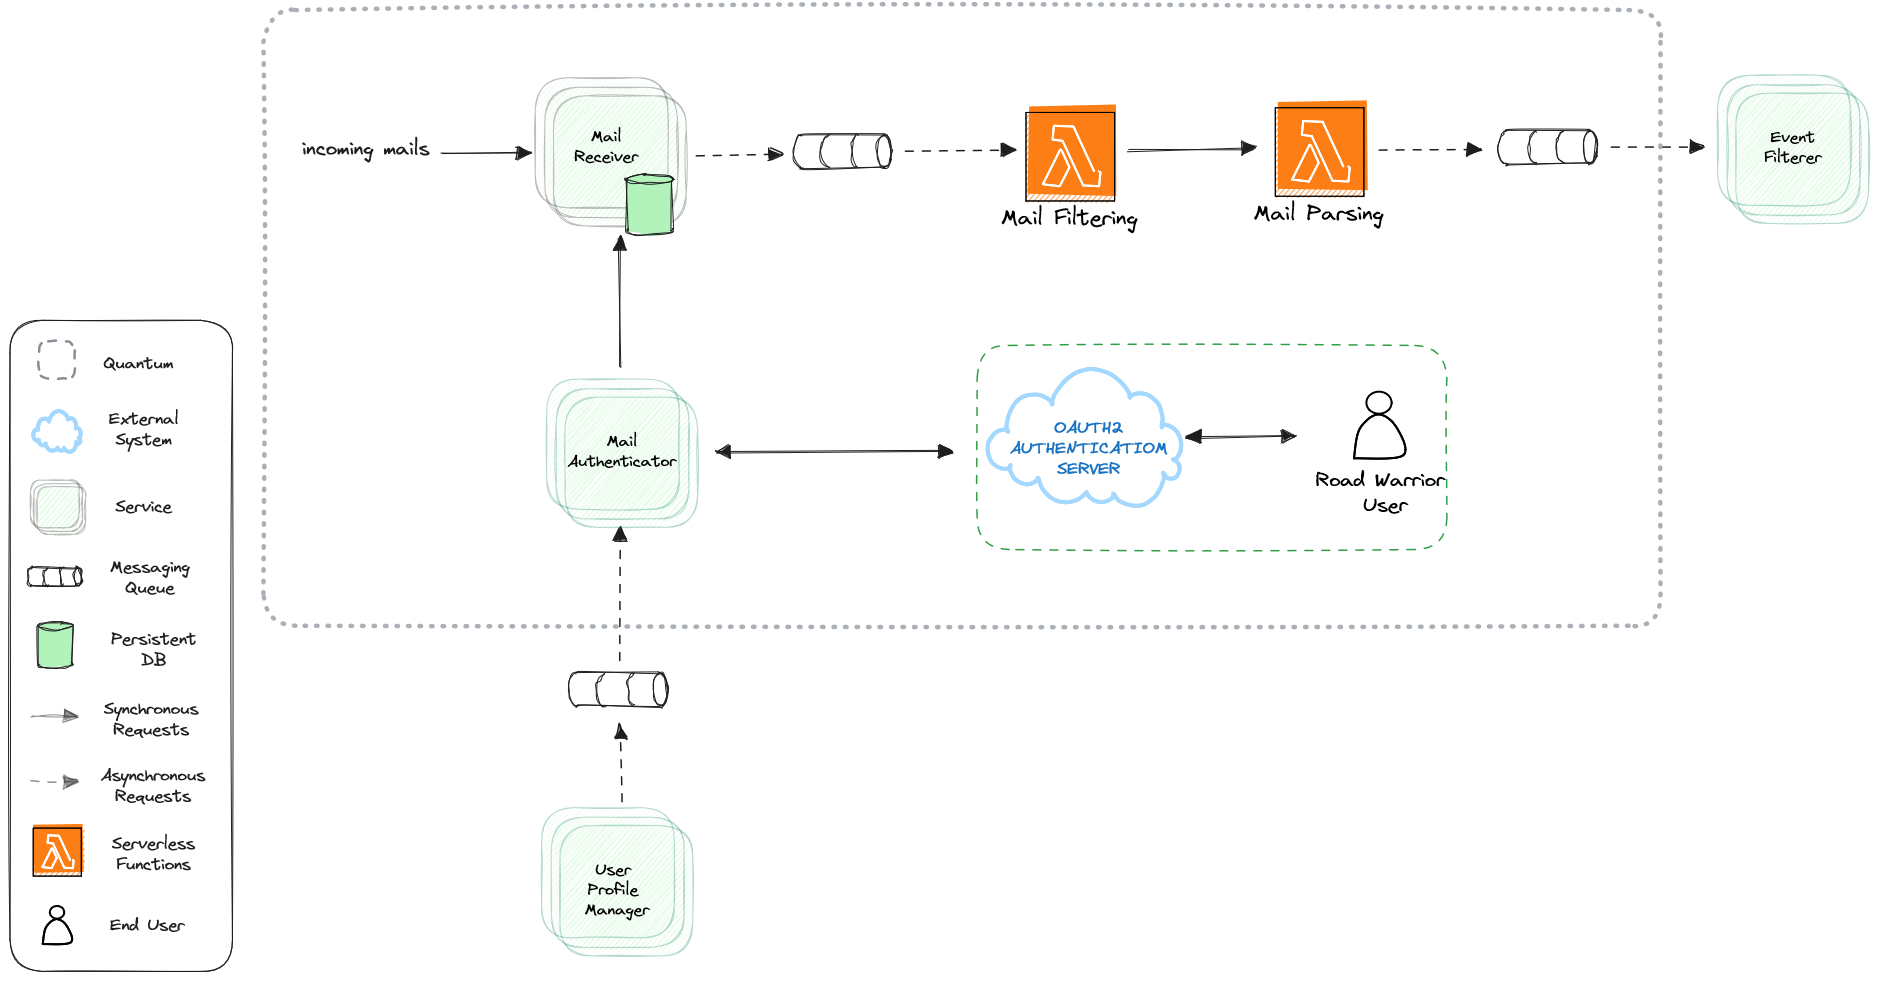 incoming mails
Mail
Receiver
Mail Filtering
Mail Parsing
Event
Filterer
Mail
Authenticator
OAUTH2
AUTHENTICATIOM
SERVER
Road Warrior
User
User
Profile
Manager
Quantum
External
System
Service
Messaging
Queue
Persistent
DB
Synchronous
Requests
Asynchronous
Requests
Serverless
Functions
End User